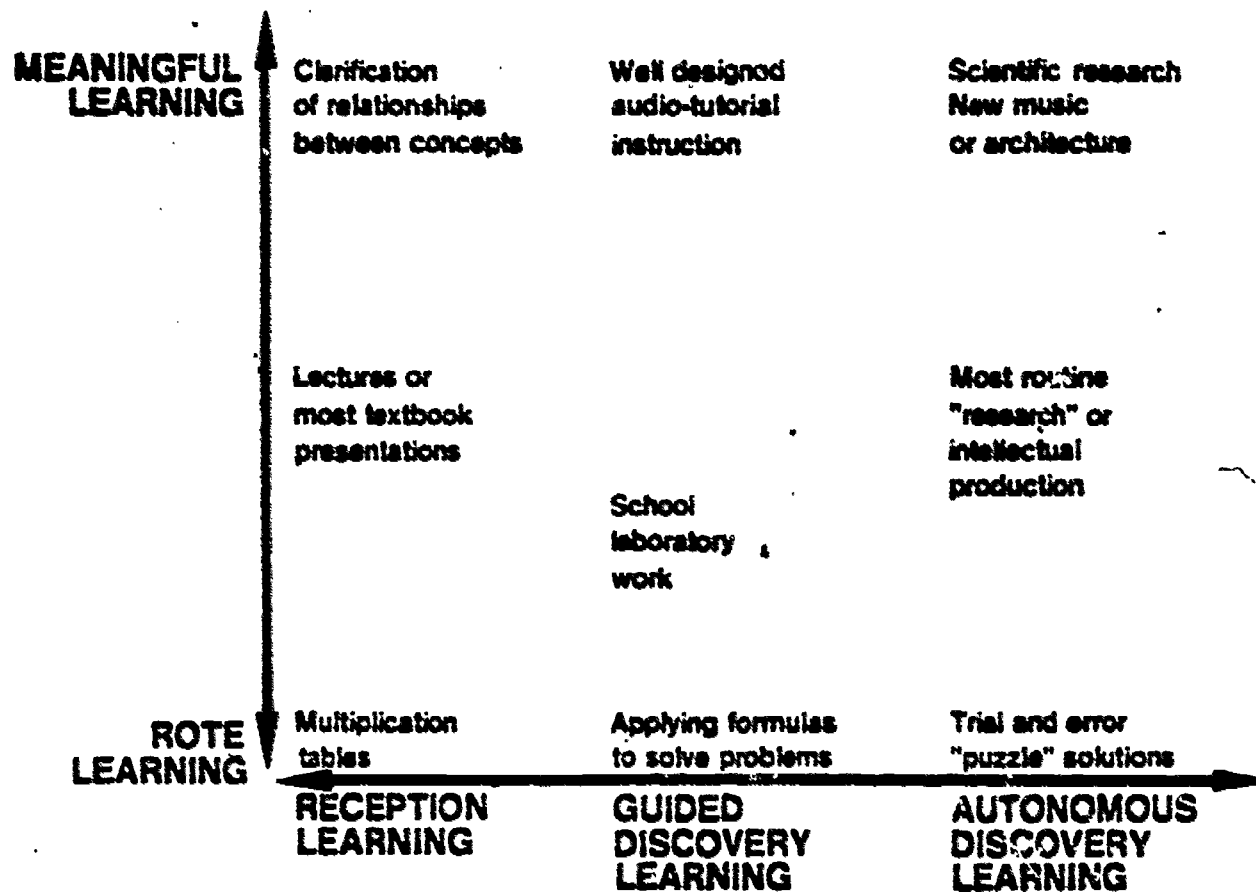 MEANINGFUL
LEARNING
Clarification
of relationships
between concepts
Well designed
audio-tutorial
instruction
Scientific research
New music
or architecture
Lectures or
most textbook
presentations
Most routine
"research" or
intellectual
production
School
laboratory
work
ROTE
LEARNING
Multiplication
tables
Applying formulas
to solve problems
Trial and error
"puzzle" solutions
RECEPTION
LEARNING
GUIDED
DISCOVERY
LEARNING
AUTONOMOUS
DISCOVERY
LEARNING